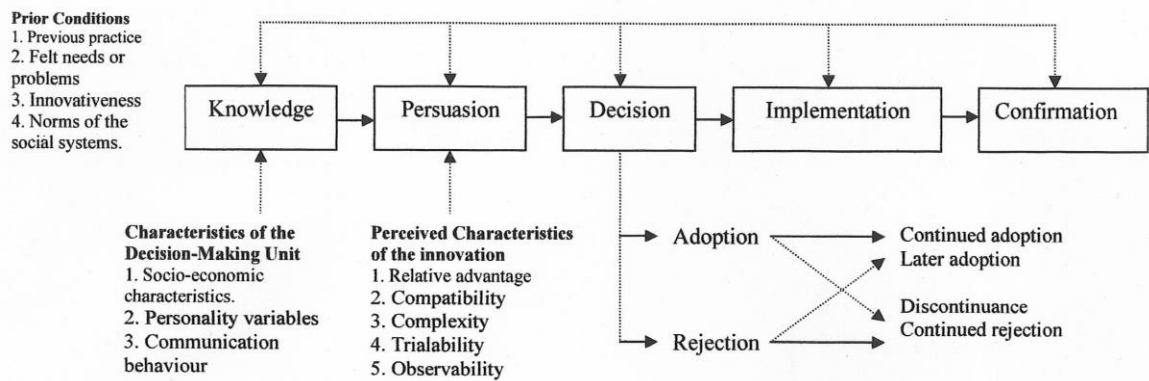 Prior Conditions
1. Previous practice
2. Felt needs or
problems
3. Innovativeness
4. Norms of the
social systems.
Knowledge
Persuasion
Decision
Implementation
Confirmation
Characteristics of the
Decision-Making Unit
1. Socio-economic
characteristics.
2. Personality variables
3. Communication
behaviour
Perceived Characteristics
of the innovation
1. Relative advantage
2. Compatibility
3. Complexity
4. Trialability
5. Observability
Adoption
Rejection
Continued adoption
Later adoption
Discontinuance
Continued rejection